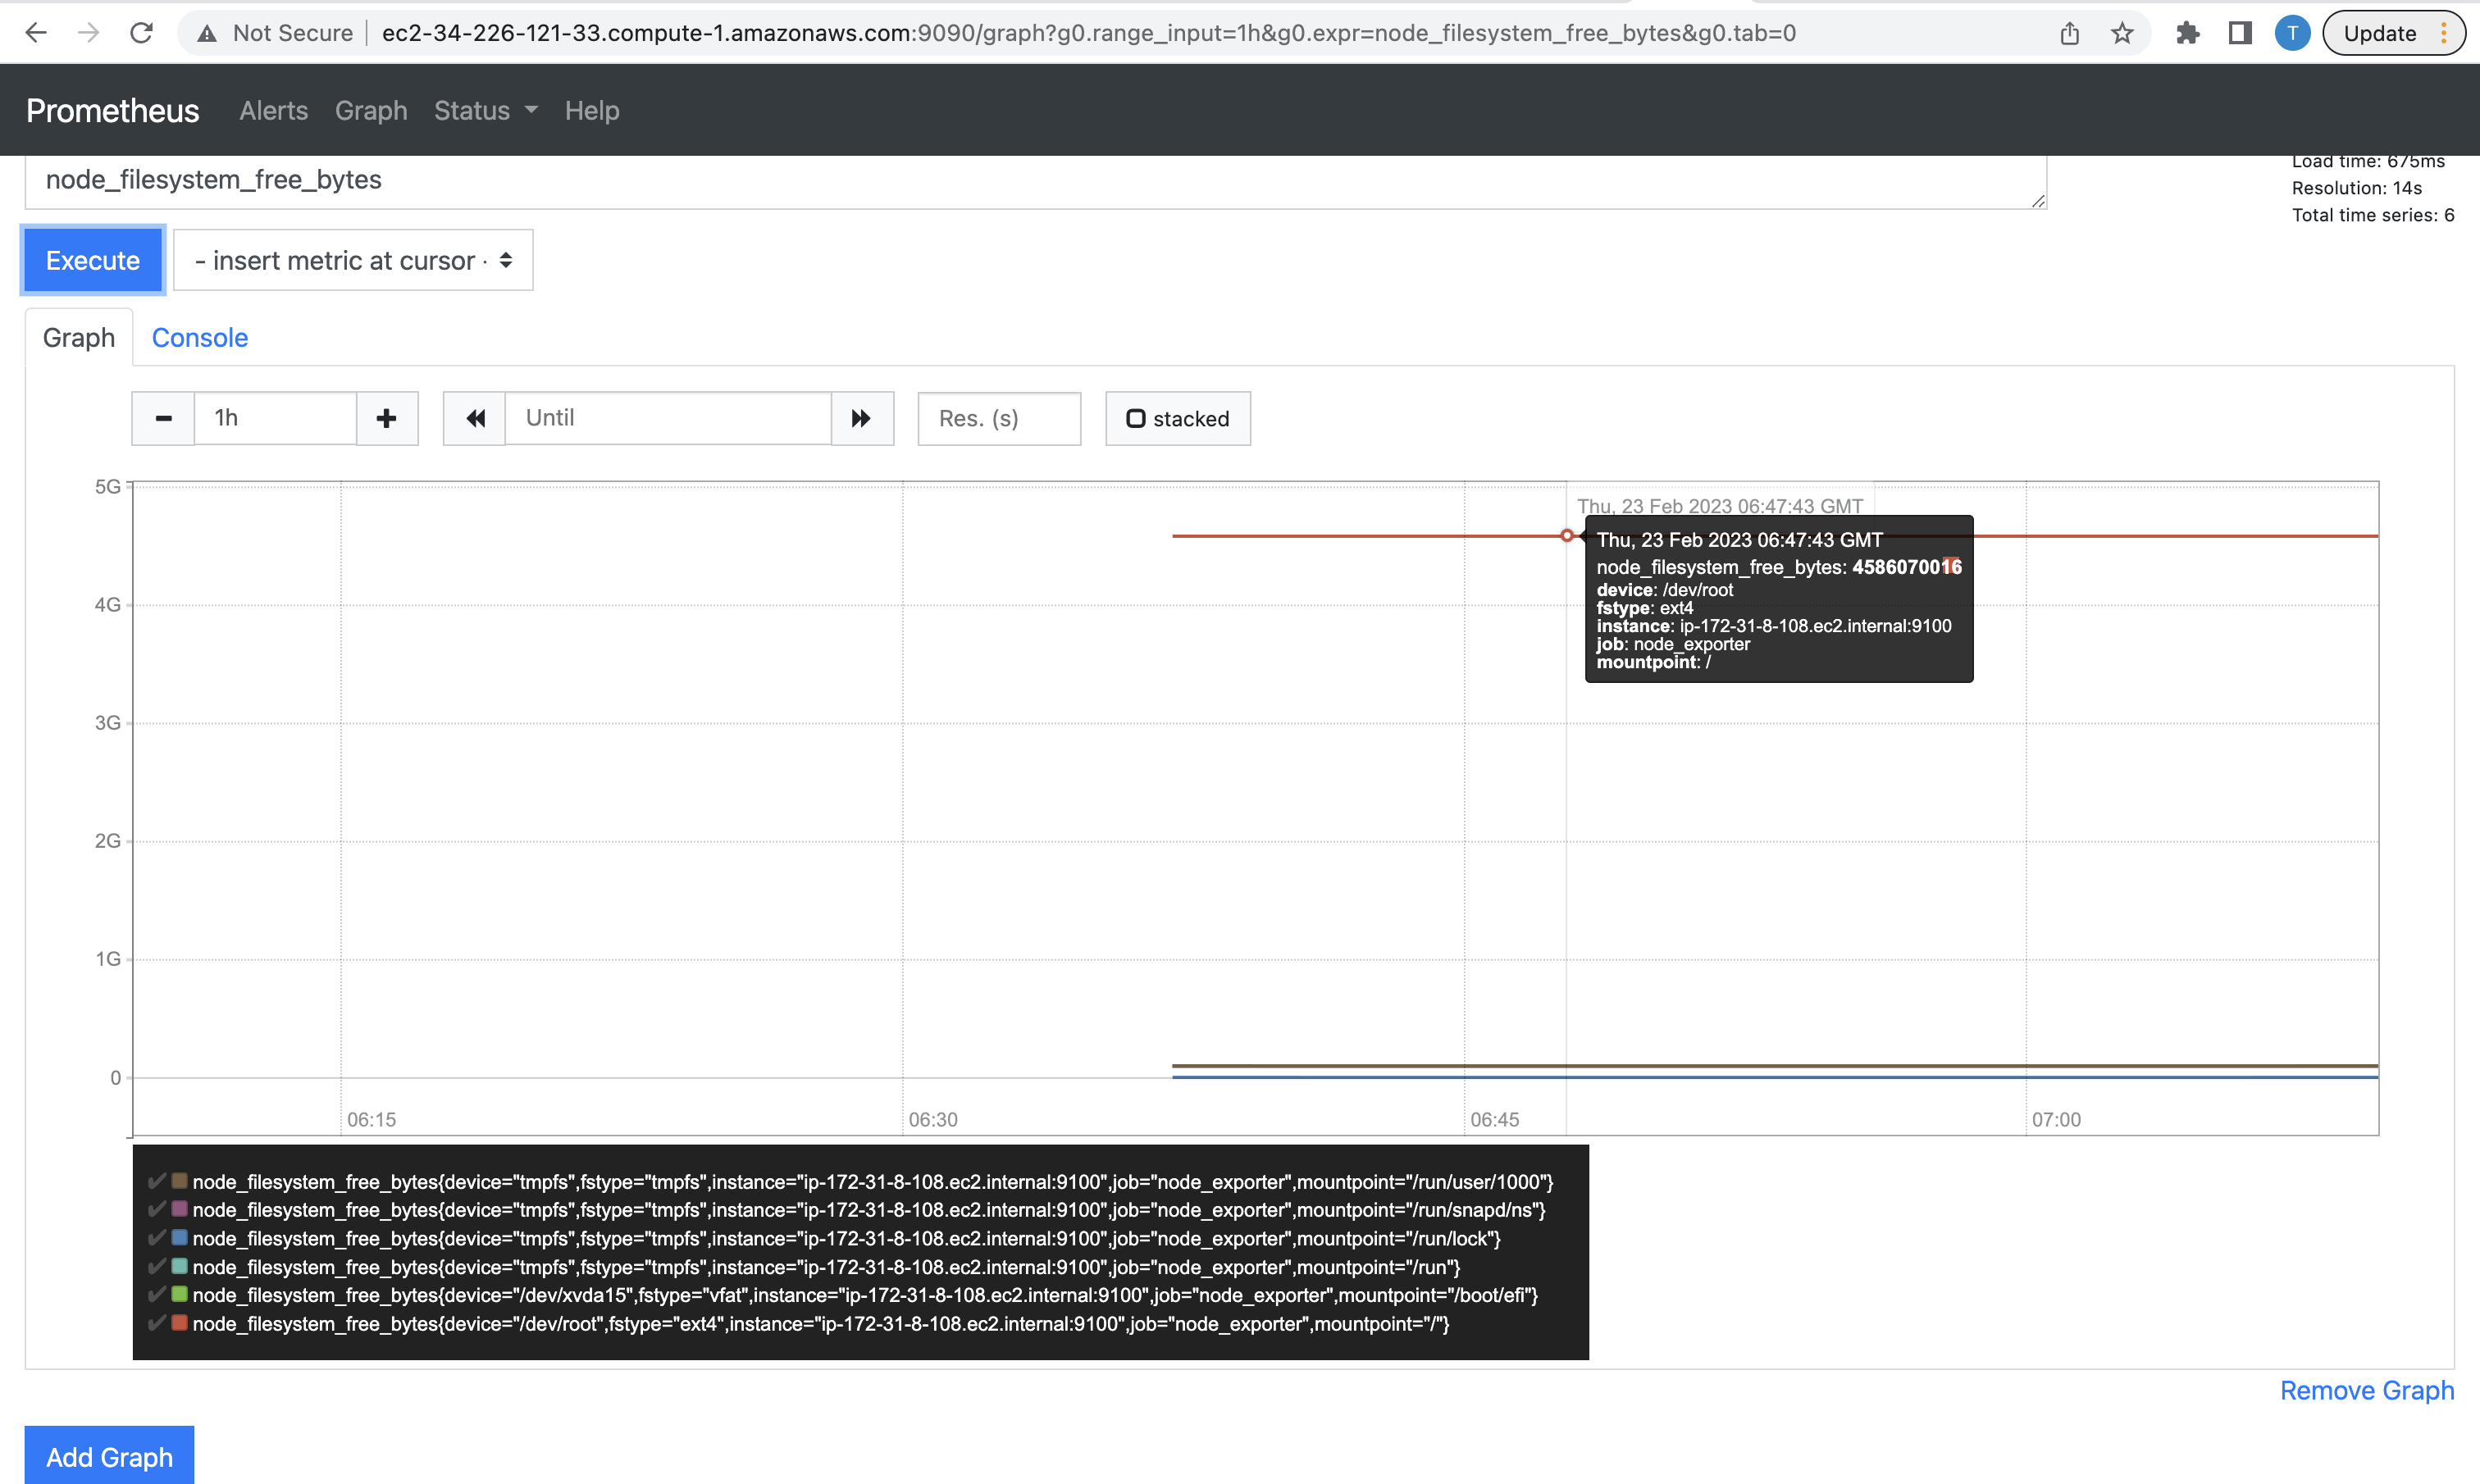 Not Secure | ec2-34-226-121-33.compute-1.amazonaws.com:9090/graph?g0.range_input=1h&g0.expr=node_filesystem_free_bytes&g0.tab=0
T
Update
Prometheus Alerts Graph Status Help
node_filesystem_free_bytes
Load time: 675ms
Resolution: 14s
Total time series: 6
Execute
- insert metric at cursor ·
Graph Console
1h
Until
Res. (s)
stacked
5G
4G
3G
2G
1G
0
Thu, 23 Feb 2023 06:47:43 GMT
Thu, 23 Feb 2023 06:47:43 GMT
node_filesystem_free_bytes: 4586070016
device: /dev/root
fstype: ext4
instance: ip-172-31-8-108.ec2.internal:9100
job: node_exporter
mountpoint: /
06:15 06:30 06:45 07:00
node_filesystem_free_bytes{device="tmpfs",fstype="tmpfs",instance="ip-172-31-8-108.ec2.internal:9100",job="node_exporter",mountpoint="/run/user/1000"}
node_filesystem_free_bytes{device="tmpfs",fstype="tmpfs",instance="ip-172-31-8-108.ec2.internal:9100",job="node_exporter",mountpoint="/run/snapd/ns"}
node_filesystem_free_bytes{device="tmpfs",fstype="tmpfs",instance="ip-172-31-8-108.ec2.internal:9100",job="node_exporter",mountpoint="/run/lock"}
node_filesystem_free_bytes{device="tmpfs",fstype="tmpfs",instance="ip-172-31-8-108.ec2.internal:9100",job="node_exporter",mountpoint="/run"}
node_filesystem_free_bytes{device="/dev/xvda15",fstype="vfat",instance="ip-172-31-8-108.ec2.internal:9100",job="node_exporter",mountpoint="/boot/efi"}
node_filesystem_free_bytes{device="/dev/root",fstype="ext4",instance="ip-172-31-8-108.ec2.internal:9100",job="node_exporter",mountpoint="/"}
Remove Graph
Add Graph